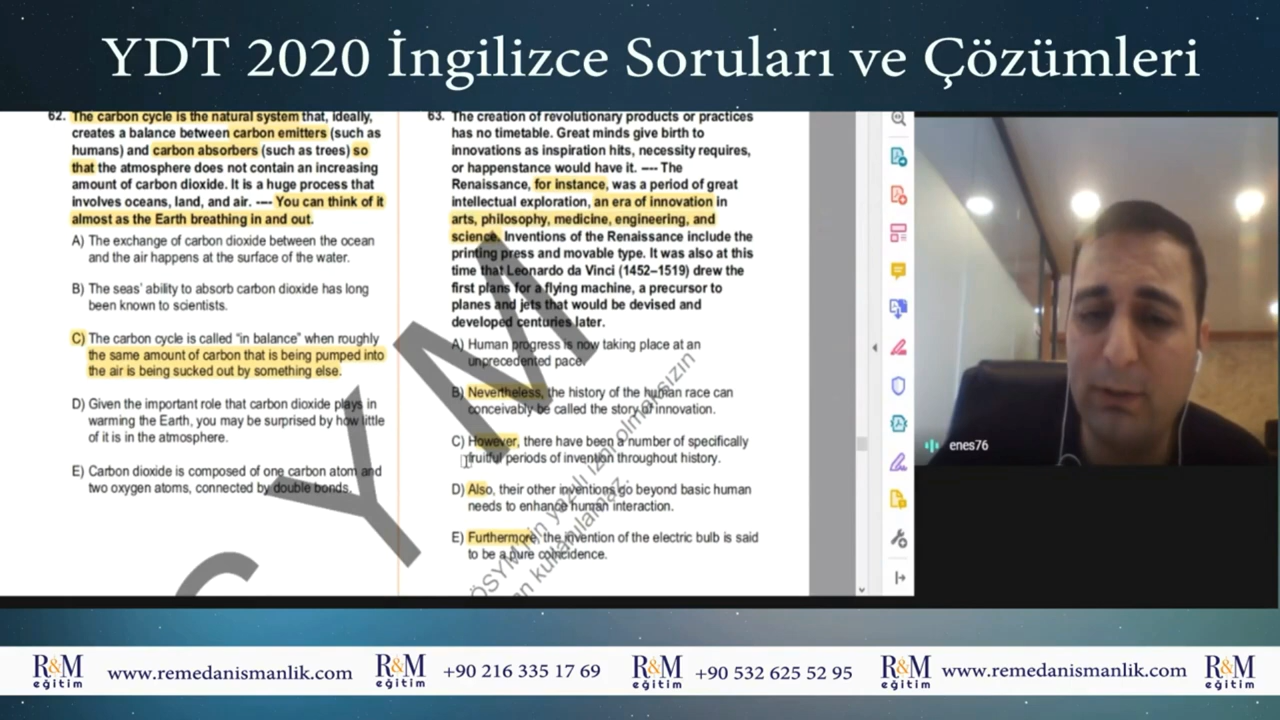 YDT 2020 İngilizce Soruları ve Çözümleri
62. The carbon cycle is the natural system that, ideally,
creates a balance between carbon emitters (such as
humans) and carbon absorbers (such as trees) so
that the atmosphere does not contain an increasing
amount of carbon dioxide. It is a huge process that
involves oceans, land, and air. ---- You can think of it
almost as the Earth breathing in and out.
A) The exchange of carbon dioxide between the ocean
and the air happens at the surface of the water.
B) The seas' ability to absorb carbon dioxide has long
been known to scientists.
C) The carbon cycle is called "in balance" when roughly
the same amount of carbon that is being pumped into
the air is being sucked out by something else.
D) Given the important role that carbon dioxide plays in
warming the Earth, you may be surprised by how little
of it is in the atmosphere.
E) Carbon dioxide is composed of one carbon atom and
two oxygen atoms, connected by double bonds.
63. The creation of revolutionary products or practices
has no timetable. Great minds give birth to
innovations as inspiration hits, necessity requires,
or happenstance would have it. ---- The
Renaissance, for instance, was a period of great
intellectual exploration, an era of innovation in
arts, philosophy, medicine, engineering, and
science. Inventions of the Renaissance include the
printing press and movable type. It was also at this
time that Leonardo da Vinci (1452–1519) drew the
first plans for a flying machine, a precursor to
planes and jets that would be devised and
developed centuries later.
A) Human progress is now taking place at an
unprecedented pace.
B) Nevertheless, the history of the human race can
conceivably be called the story of innovation.
C) However, there have been a number of specifically
fruitful periods of invention throughout history.
D) Also, their other inventions go beyond basic human
needs to enhance human interaction.
E) Furthermore, the invention of the electric bulb is said
to be a pure coincidence.
SYM
ÖSYM'nin yazılı izni olmaksızın
kullanılamaz.
enes76
R&M eğitim
www.remedanismanlik.com
R&M eğitim
+90 216 335 17 69
R&M eğitim
+90 532 625 52 95
R&M eğitim
www.remedanismanlik.com
R&M eğitim